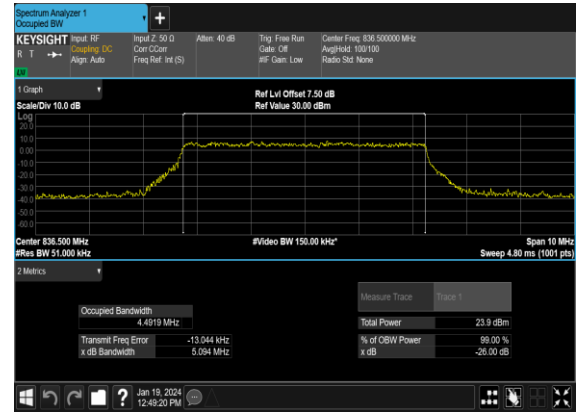 Spectrum Analyzer 1
Occupied BW
+
KEYSIGHT Input: RF Input Z: 50 Ω Atten: 40 dB Trig: Free Run Center Freq: 836.500000 MHz
R T Coupling: DC Corr CCorr Gate: Off Avg|Hold: 100/100
Align: Auto Freq Ref: Int (S) #IF Gain: Low Radio Std: None
LXI
1 Graph
Ref Lvl Offset 7.50 dB
Scale/Div 10.0 dB Ref Value 30.00 dBm
Log
20.0
10.0
0.00
-10.0
-20.0
-30.0
-40.0
-50.0
-60.0
Center 836.500 MHz #Video BW 150.00 kHz* Span 10 MHz
#Res BW 51.000 kHz Sweep 4.80 ms (1001 pts)
2 Metrics
Measure Trace Trace 1
Occupied Bandwidth
4.4919 MHz Total Power 23.9 dBm
Transmit Freq Error -13.044 kHz % of OBW Power 99.00 %
x dB Bandwidth 5.094 MHz x dB -26.00 dB
? Jan 19, 2024
12:49:20 PM